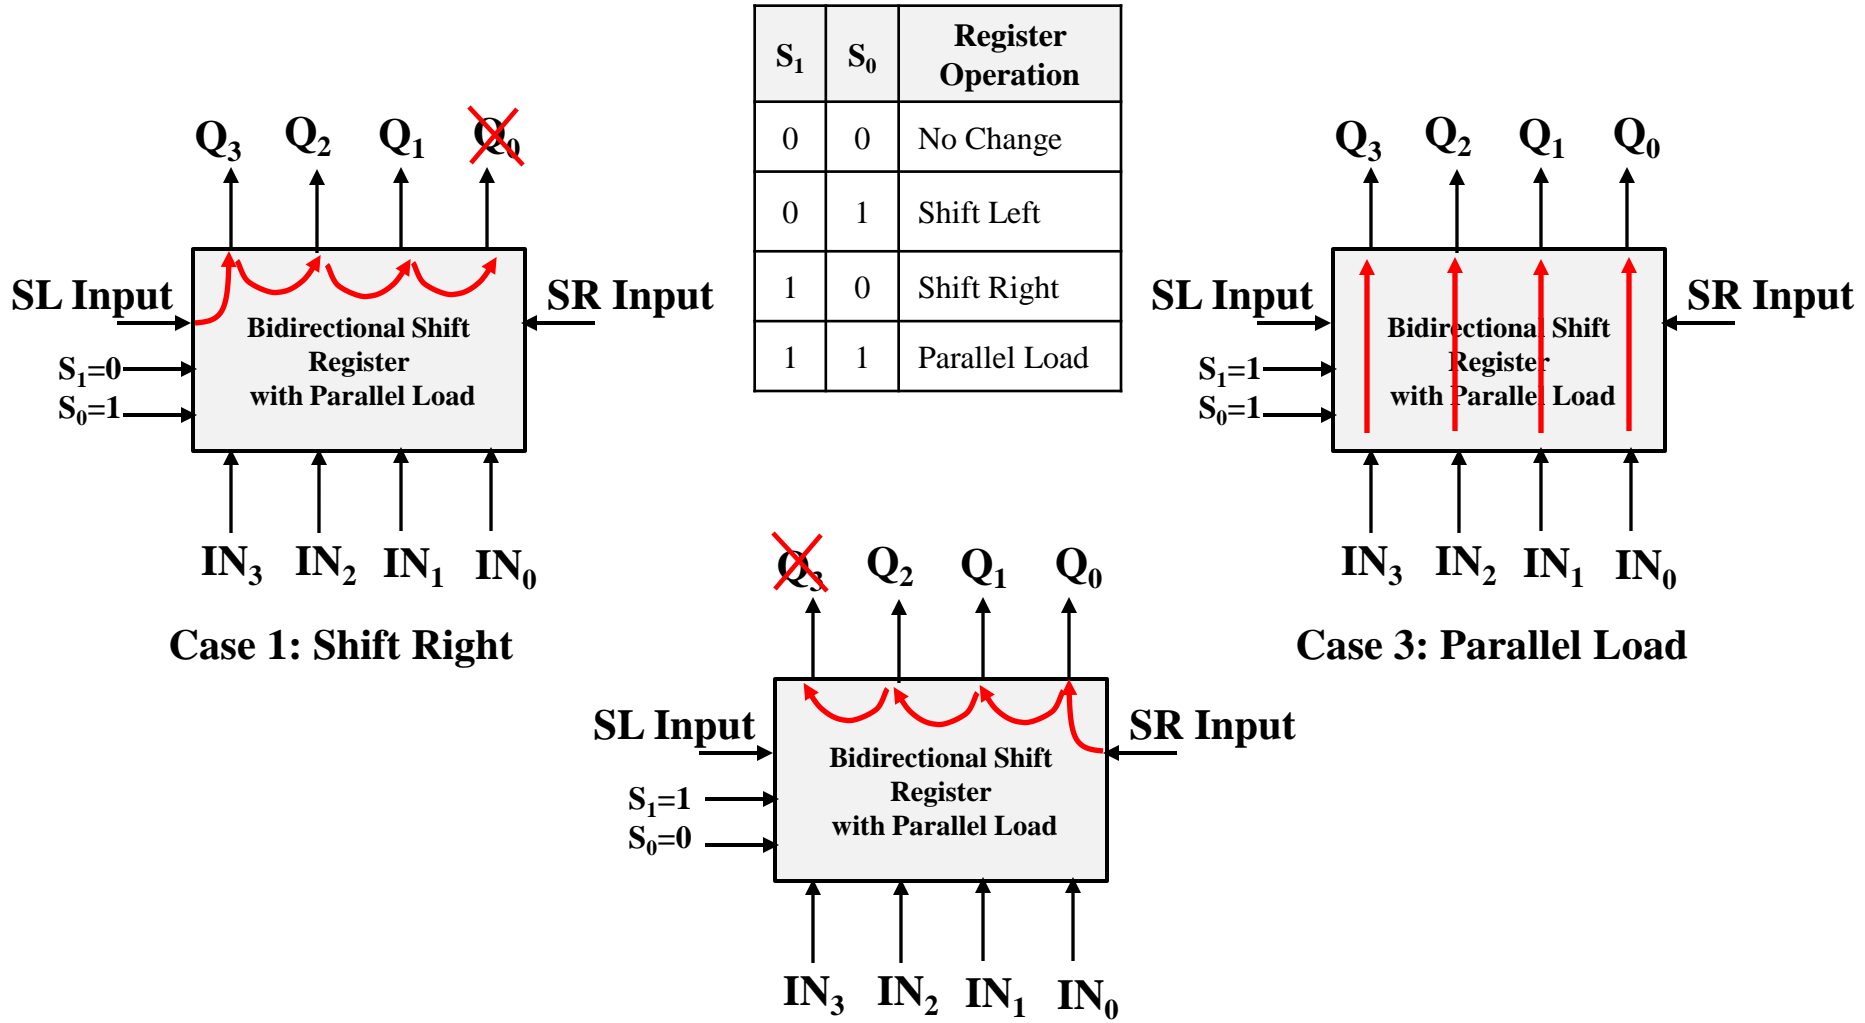 S1 S0 Register Operation
0 0 No Change
0 1 Shift Left
1 0 Shift Right
1 1 Parallel Load
Q3 Q2 Q1 Q0
SL Input
SR Input
Bidirectional Shift
Register
with Parallel Load
S1=0
S0=1
IN3 IN2 IN1 IN0
Case 1: Shift Right
Q3 Q2 Q1 Q0
SL Input
SR Input
Bidirectional Shift
Register
with Parallel Load
S1=1
S0=0
IN3 IN2 IN1 IN0
Q3 Q2 Q1 Q0
SL Input
SR Input
Bidirectional Shift
Register
with Parallel Load
S1=1
S0=1
IN3 IN2 IN1 IN0
Case 3: Parallel Load